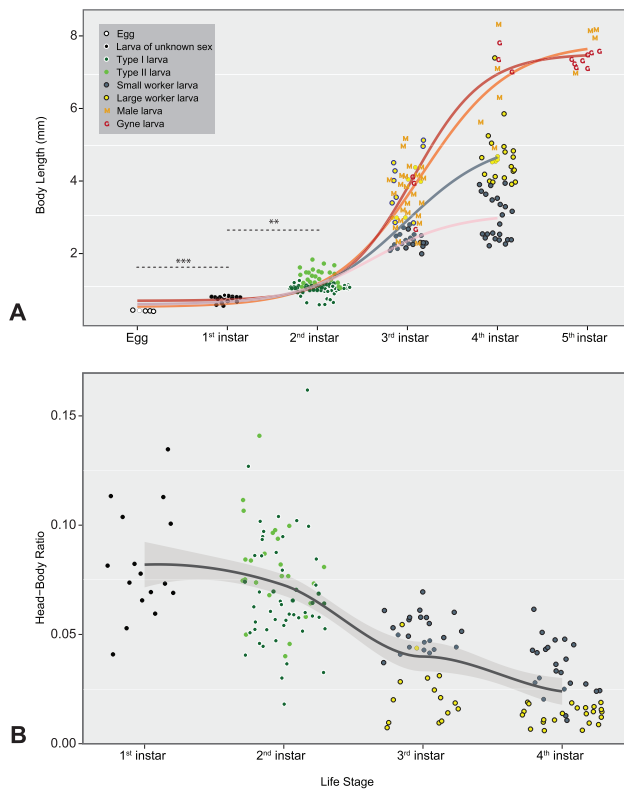 A
Body Length (mm)
8
6
4
2
Egg
Larva of unknown sex
Type I larva
Type II larva
Small worker larva
Large worker larva
M Male larva
G Gyne larva
***
**
Egg
1st instar
2nd instar
3rd instar
4th instar
5th instar
B
Head−Body Ratio
0.15
0.10
0.05
0.00
1st instar
2nd instar
3rd instar
4th instar
Life Stage